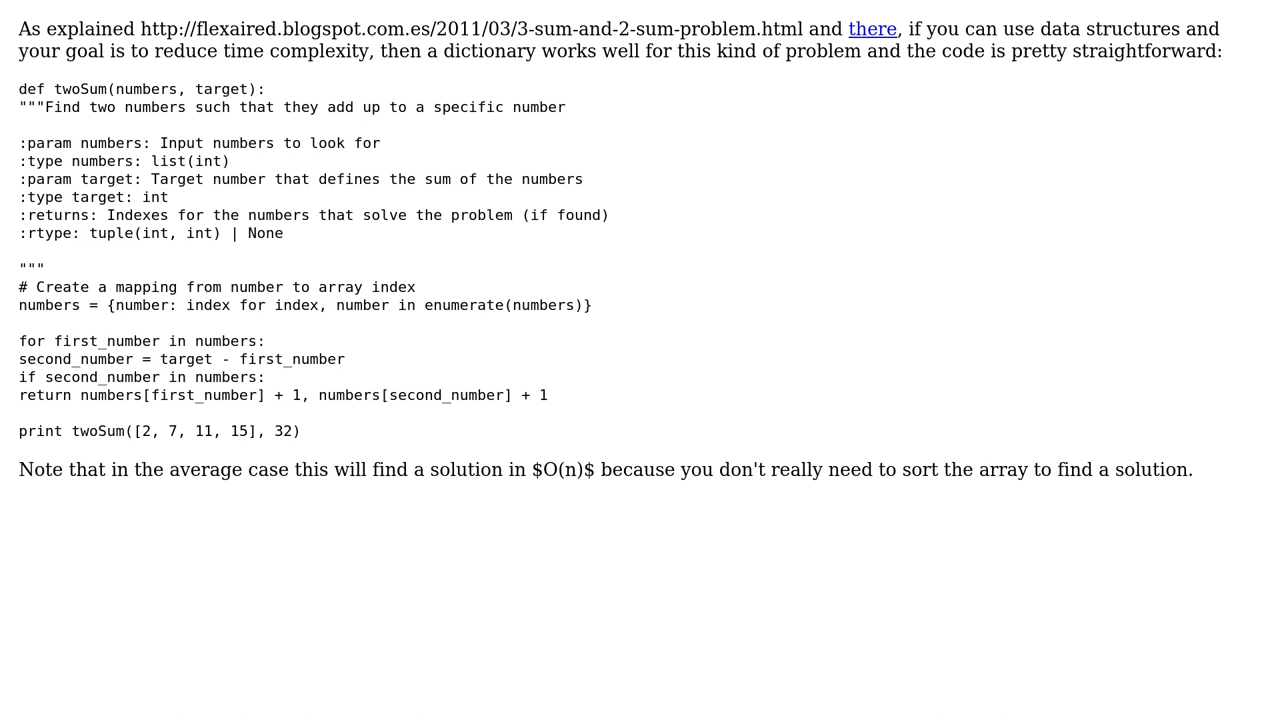 As explained http://flexaired.blogspot.com.es/2011/03/3-sum-and-2-sum-problem.html and there, if you can use data structures and
your goal is to reduce time complexity, then a dictionary works well for this kind of problem and the code is pretty straightforward:
def twoSum(numbers, target):
"""Find two numbers such that they add up to a specific number
:param numbers: Input numbers to look for
:type numbers: list(int)
:param target: Target number that defines the sum of the numbers
:type target: int
:returns: Indexes for the numbers that solve the problem (if found)
:rtype: tuple(int, int) | None
"""
# Create a mapping from number to array index
numbers = {number: index for index, number in enumerate(numbers)}
for first_number in numbers:
second_number = target - first_number
if second_number in numbers:
return numbers[first_number] + 1, numbers[second_number] + 1
print twoSum([2, 7, 11, 15], 32)
Note that in the average case this will find a solution in $O(n)$ because you don't really need to sort the array to find a solution.